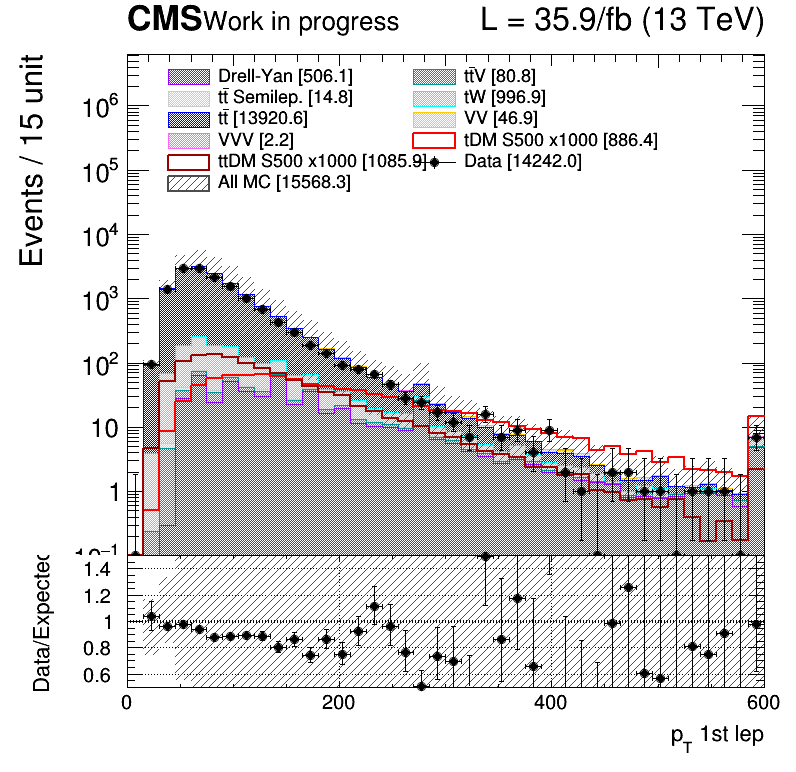 CMS Work in progress L = 35.9/fb (13 TeV)
Drell-Yan [506.1] tt̄V [80.8]
tt̄ Semilep. [14.8] tW [996.9]
tt̄ [13920.6] VV [46.9]
VVV [2.2] tDM S500 x1000 [886.4]
ttDM S500 x1000 [1085.9] Data [14242.0]
All MC [15568.3]
Events / 15 unit
10⁶
10⁵
10⁴
10³
10²
10
1
10⁻¹
Data/Expected
1.4
1.2
1
0.8
0.6
0 200 400 600
p_T 1st lep